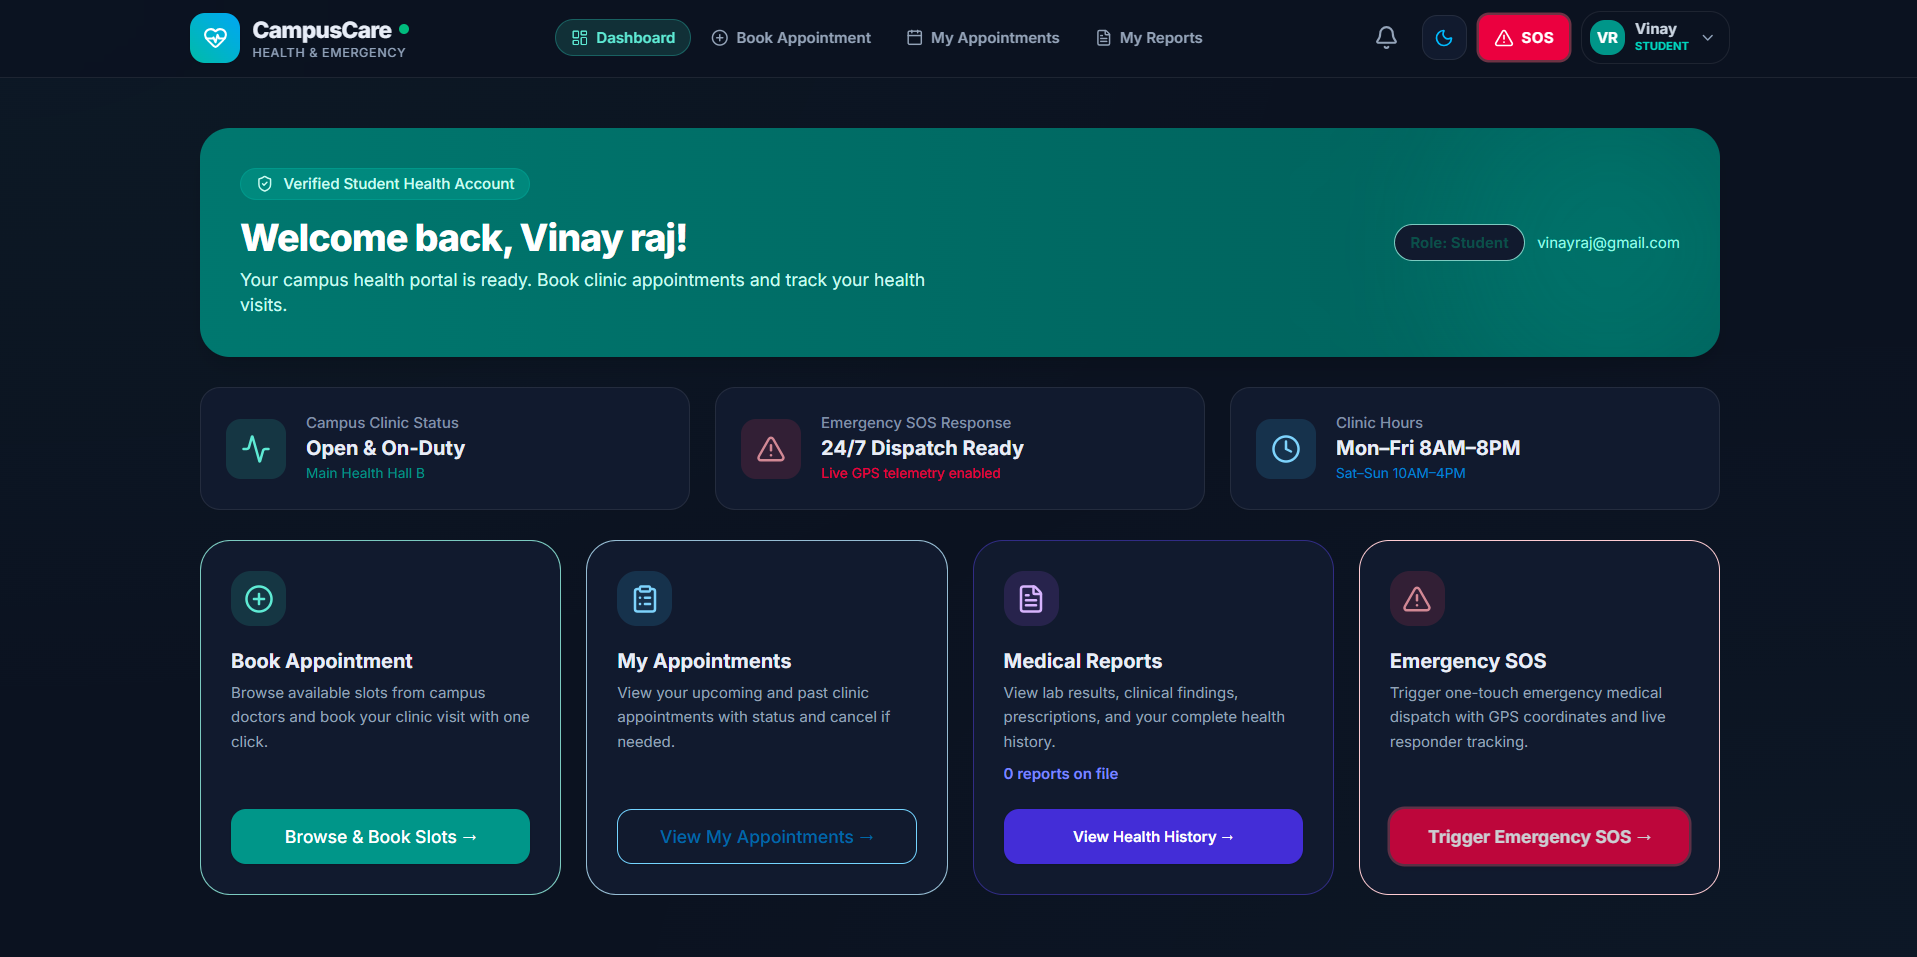 CampusCare
HEALTH & EMERGENCY
Dashboard
Book Appointment
My Appointments
My Reports
SOS
VR
Vinay
STUDENT
Verified Student Health Account
Welcome back, Vinay raj!
Your campus health portal is ready. Book clinic appointments and track your health
visits.
Role: Student
vinayraj@gmail.com
Campus Clinic Status
Open & On-Duty
Main Health Hall B
Emergency SOS Response
24/7 Dispatch Ready
Live GPS telemetry enabled
Clinic Hours
Mon–Fri 8AM–8PM
Sat–Sun 10AM–4PM
Book Appointment
Browse available slots from campus
doctors and book your clinic visit with one
click.
Browse & Book Slots →
My Appointments
View your upcoming and past clinic
appointments with status and cancel if
needed.
View My Appointments →
Medical Reports
View lab results, clinical findings,
prescriptions, and your complete health
history.
0 reports on file
View Health History →
Emergency SOS
Trigger one-touch emergency medical
dispatch with GPS coordinates and live
responder tracking.
Trigger Emergency SOS →